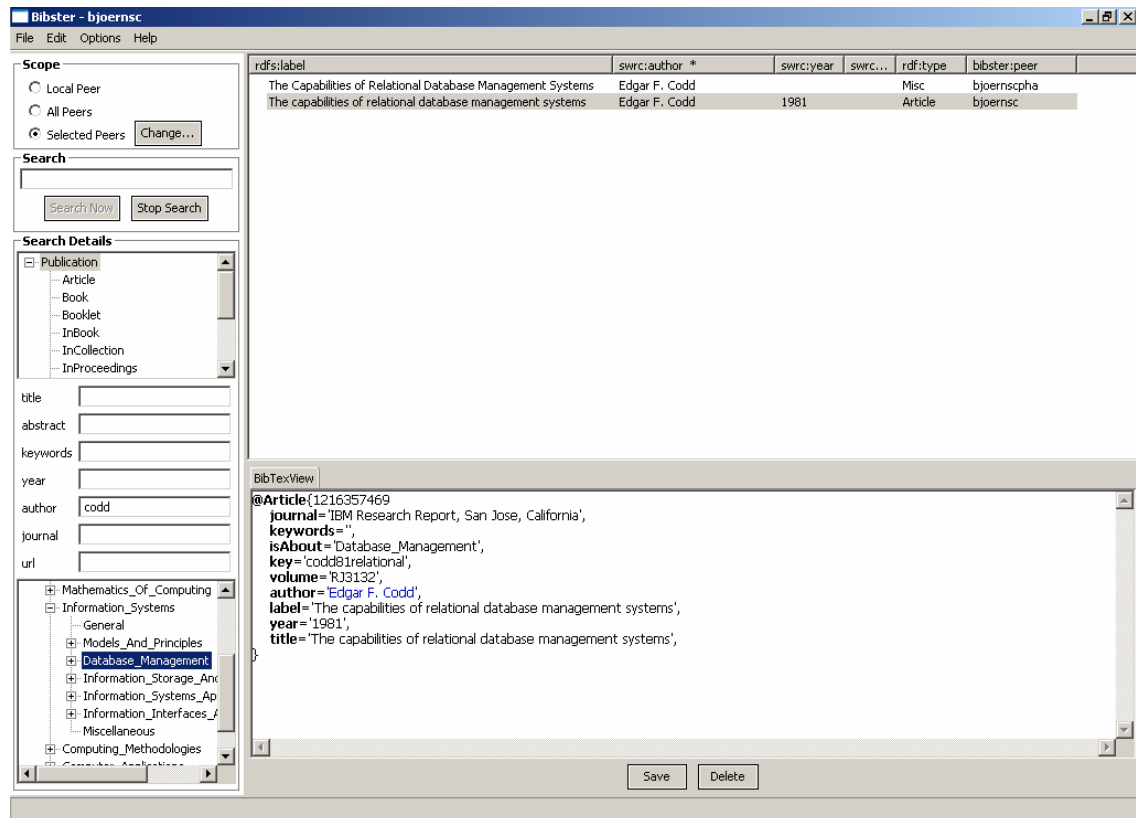 Bibster - bjoernsc
File Edit Options Help
Scope
Local Peer
All Peers
Selected Peers Change...
Search
Search Now Stop Search
Search Details
Publication
Article
Book
Booklet
InBook
InCollection
InProceedings
title
abstract
keywords
year
author codd
journal
url
Mathematics_Of_Computing
Information_Systems
General
Models_And_Principles
Database_Management
Information_Storage_And
Information_Systems_Ap
Information_Interfaces_A
Miscellaneous
Computing_Methodologies
rdfs:label swrc:author * swrc:year swrc... rdf:type bibster:peer
The Capabilities of Relational Database Management Systems Edgar F. Codd Misc bjoernscpha
The capabilities of relational database management systems Edgar F. Codd 1981 Article bjoernsc
BibTexView
@Article{1216357469
journal='IBM Research Report, San Jose, California',
keywords='',
isAbout='Database_Management',
key='codd81relational',
volume='RJ3132',
author='Edgar F. Codd',
label='The capabilities of relational database management systems',
year='1981',
title='The capabilities of relational database management systems',
}
Save Delete